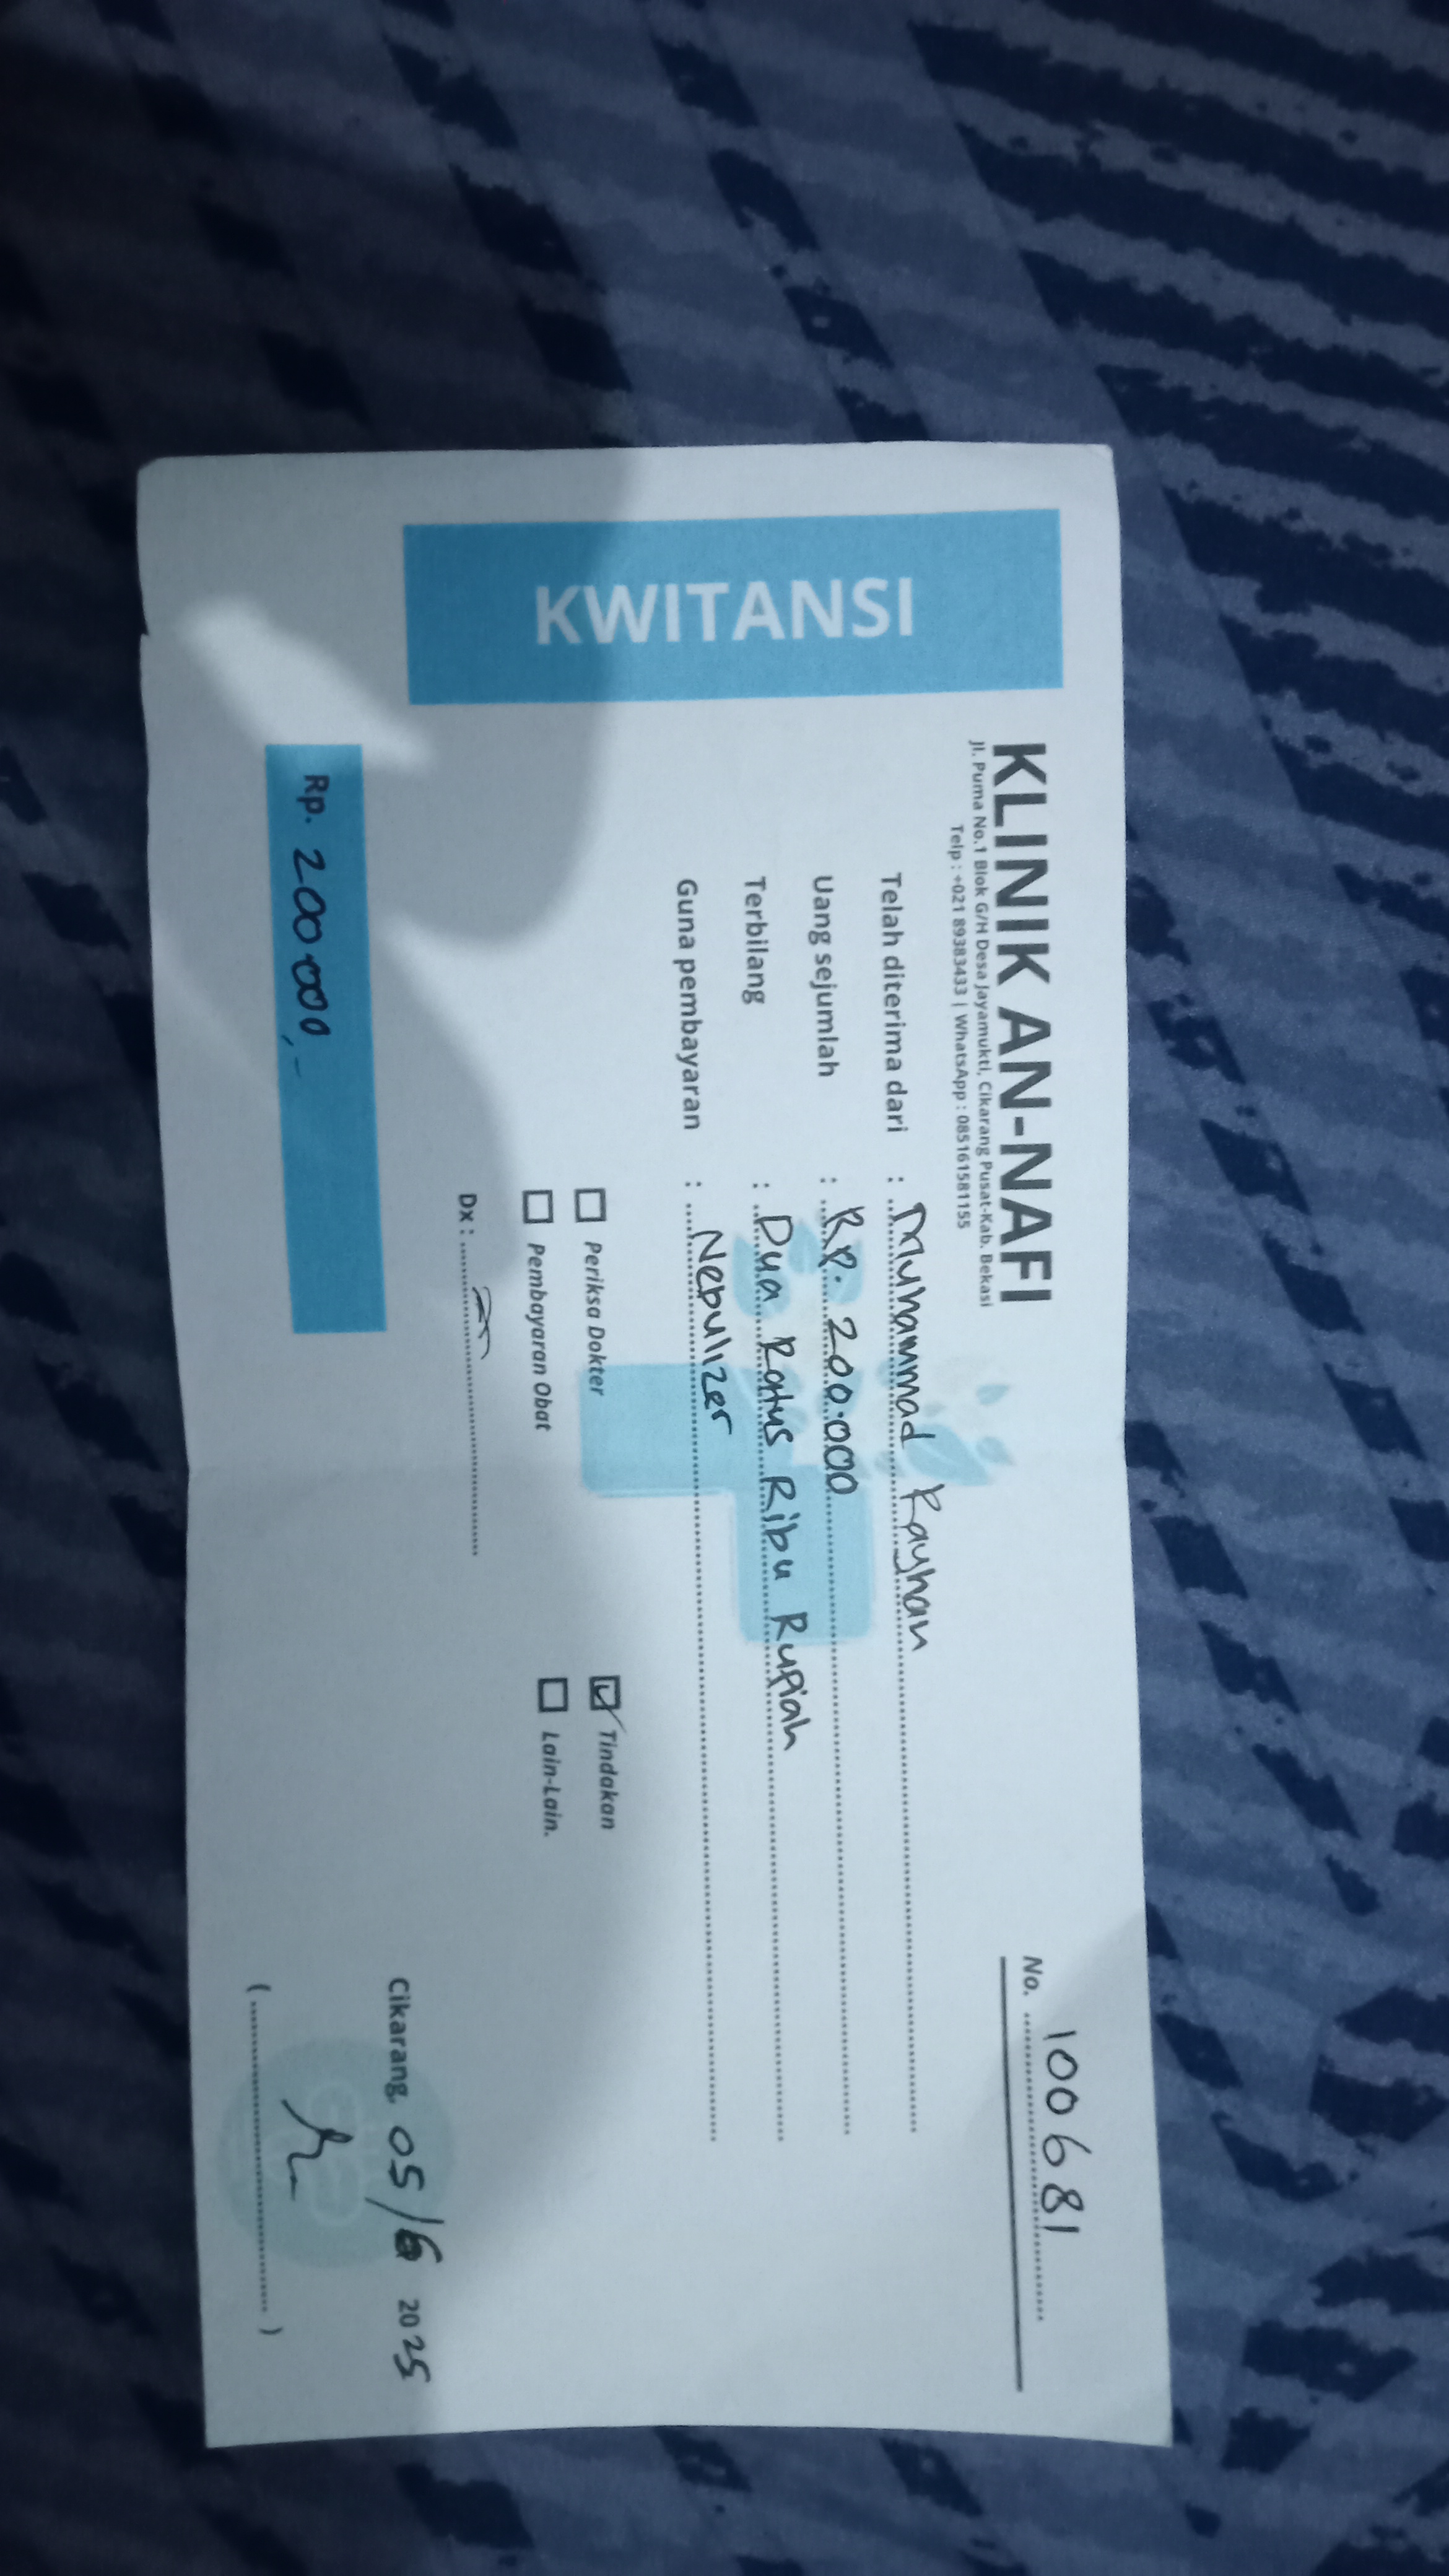 KWITANSI
KLINIK AN-NAFI
Jl. Puma No.1 Blok G/H Desa Jayamukti, Cikarang Pusat-Kab. Bekasi
Telp : +021 89383433 | WhatsApp : 085161581155
No. 100681
Telah diterima dari : Muhammad Rayhan
Uang sejumlah : Rp. 200.000
Terbilang : Dua Ratus Ribu Rupiah
Guna pembayaran : Nebulizer
Periksa Dokter
Tindakan
Pembayaran Obat
Lain-Lain.
Dx :
Rp. 200.000,-
Cikarang, 05/6 2025